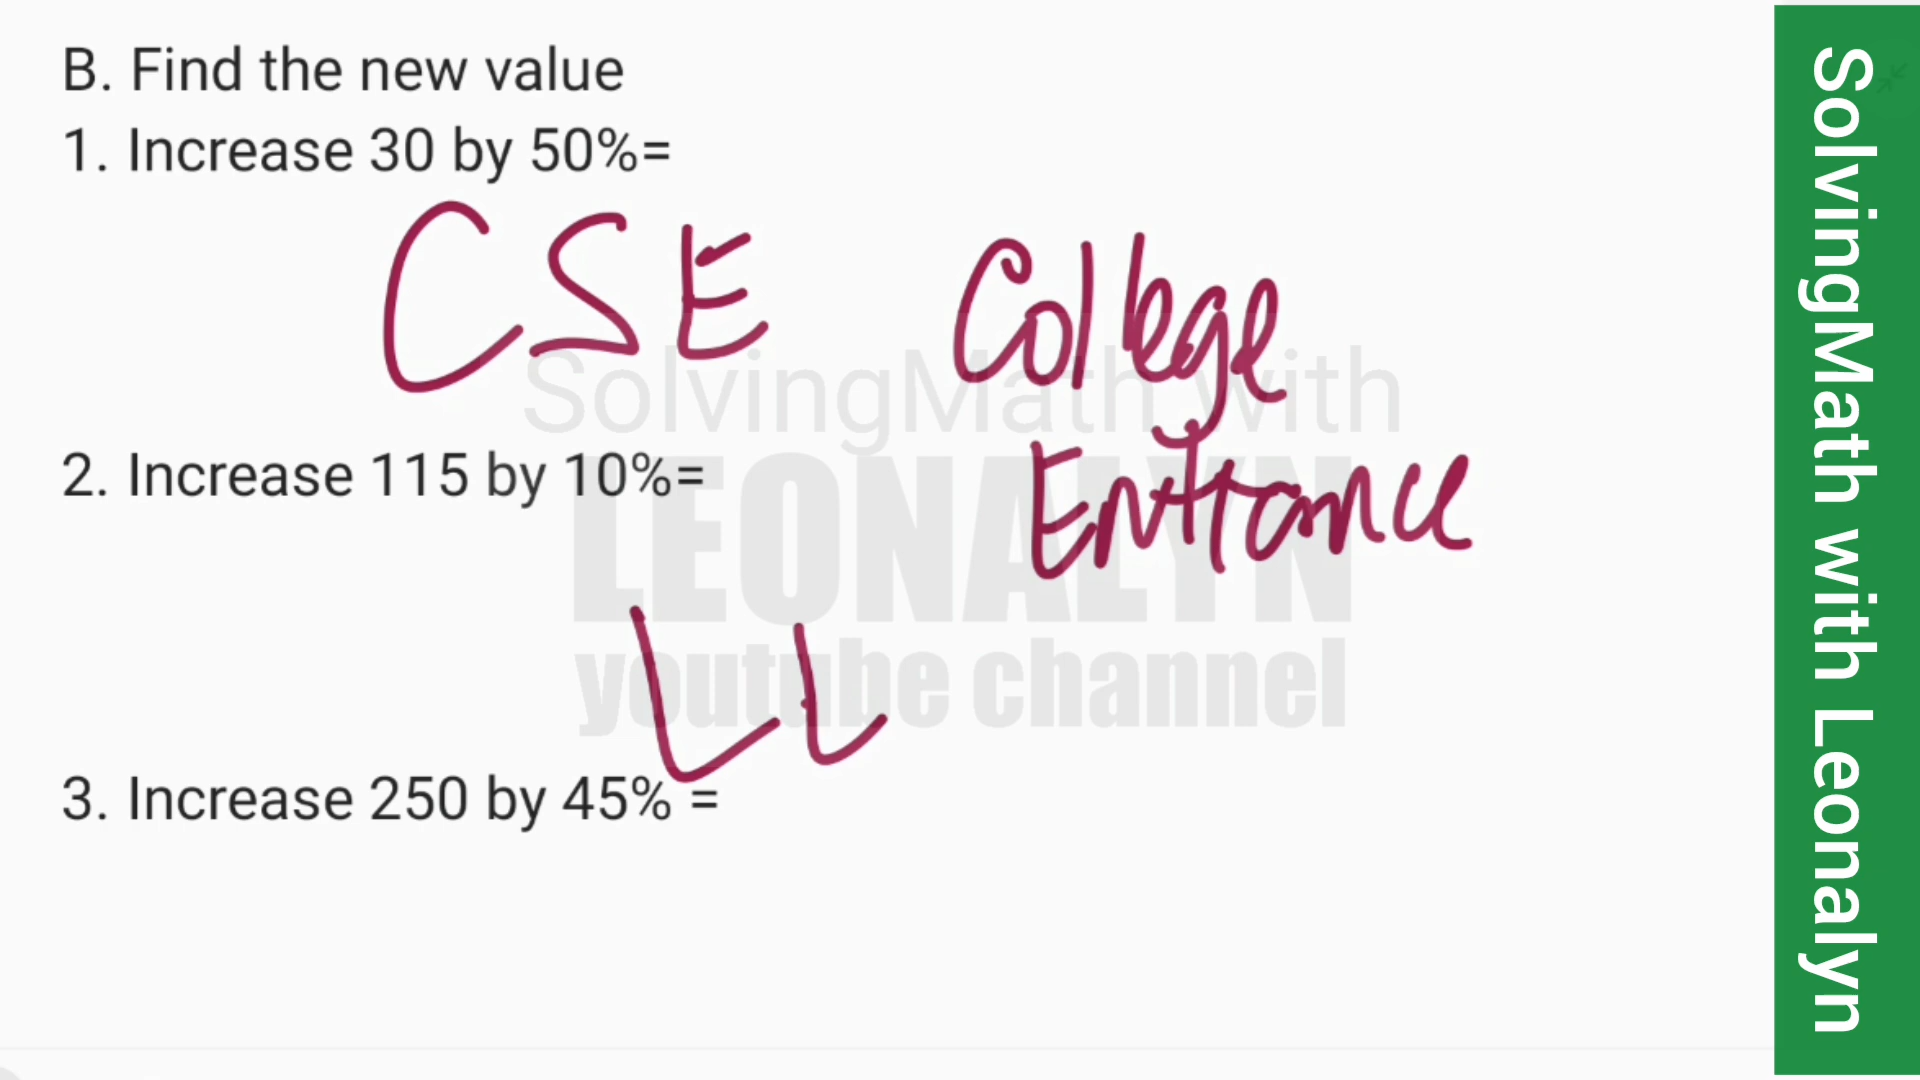 B. Find the new value
1. Increase 30 by 50%=
CSE College
SolvingMath with
2. Increase 115 by 10%=
Entrance
LEONALYN
youtube channel
LL
3. Increase 250 by 45% =
SolvingMath with Leonalyn